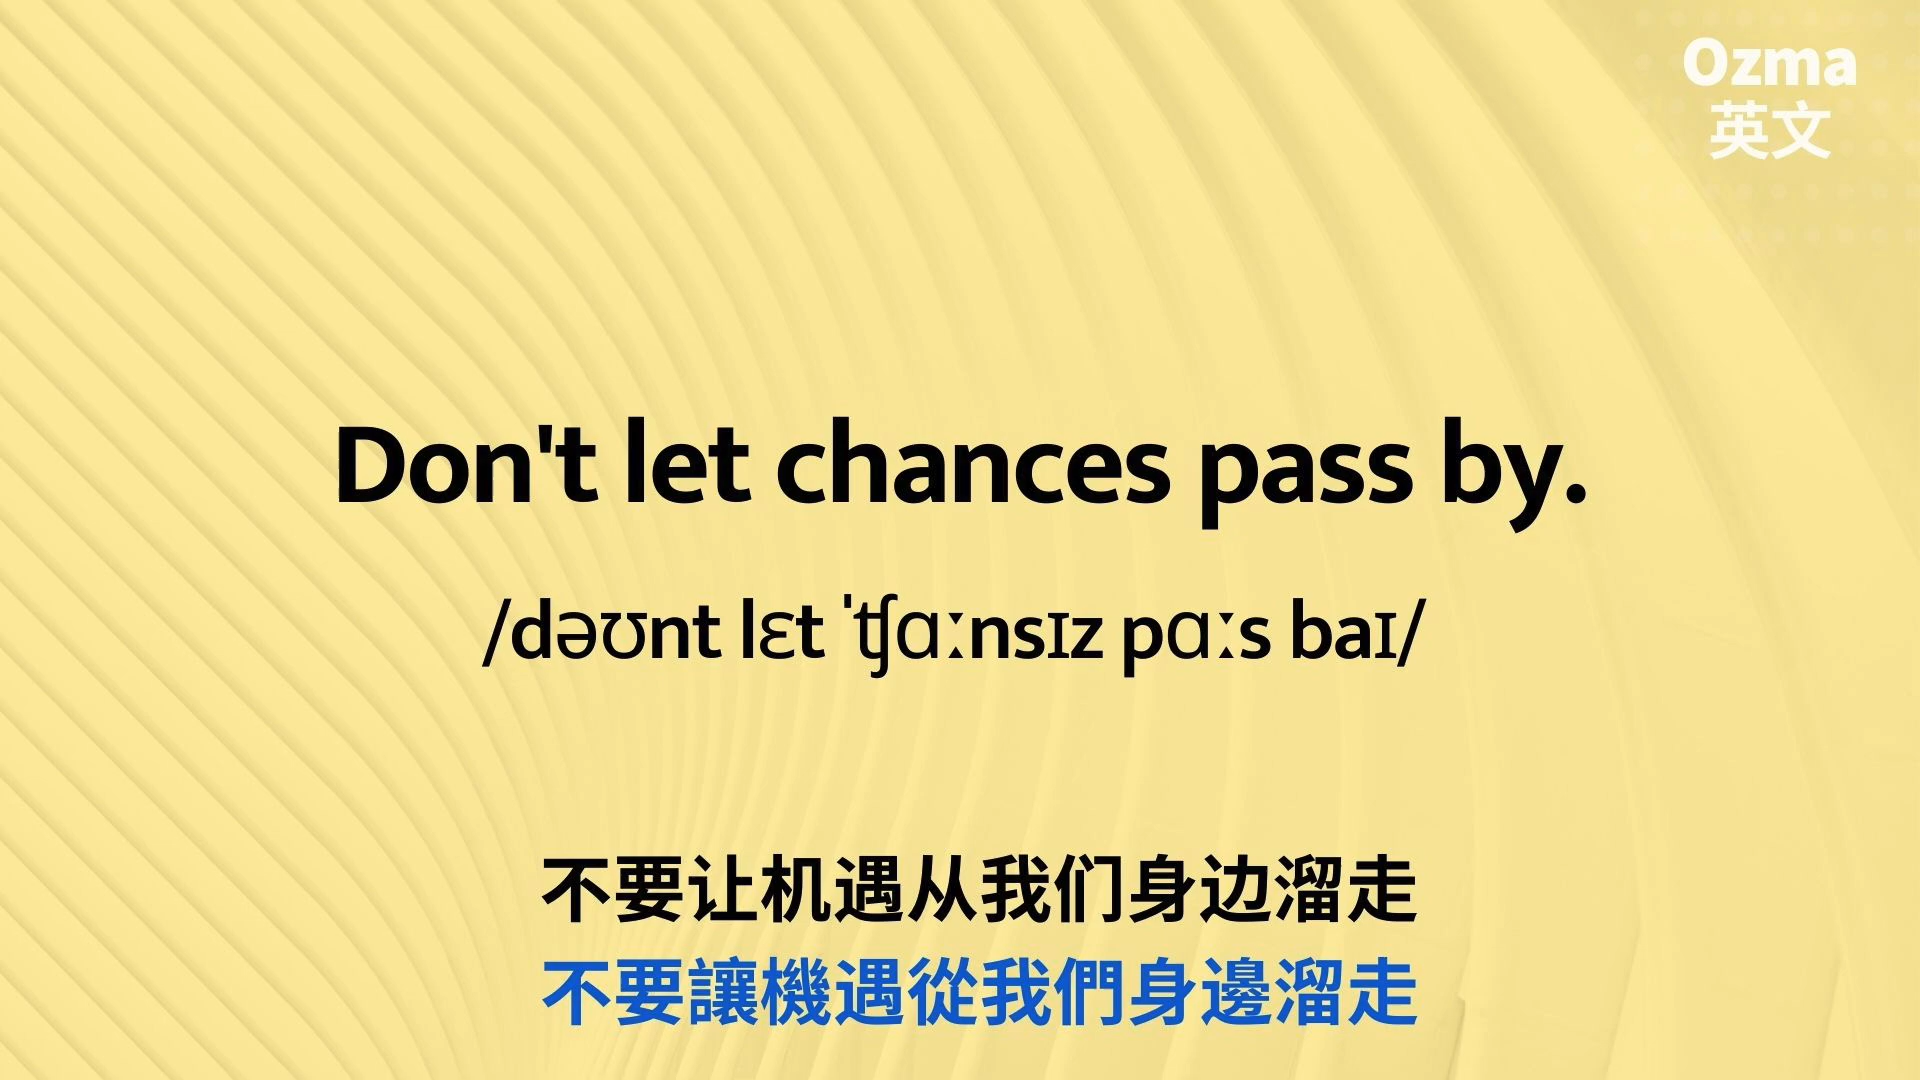 Ozma
英文
Don't let chances pass by.
/dəʊnt lɛt ˈʧɑːnsɪz pɑːs baɪ/
不要让机遇从我们身边溜走
不要讓機遇從我們身邊溜走